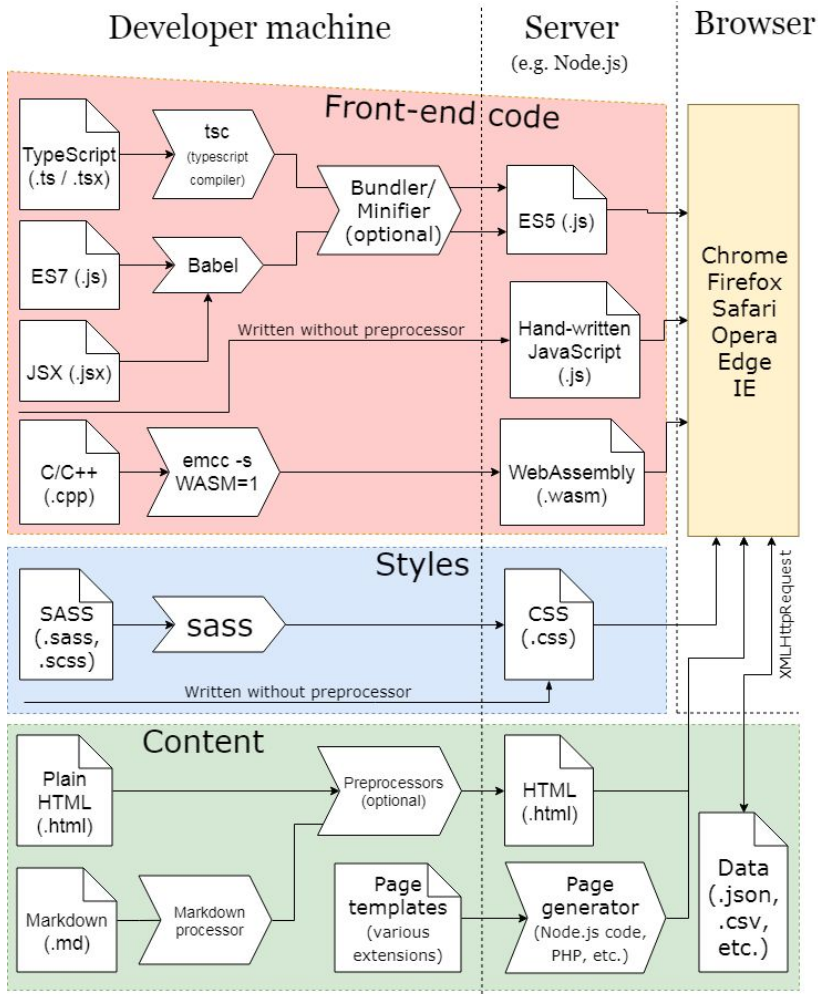 Developer machine
Server
(e.g. Node.js)
Browser
Front-end code
TypeScript
(.ts / .tsx)
tsc
(typescript
compiler)
Bundler/
Minifier
(optional)
ES5 (.js)
ES7 (.js)
Babel
JSX (.jsx)
Written without preprocessor
Hand-written
JavaScript
(.js)
C/C++
(.cpp)
emcc -s
WASM=1
WebAssembly
(.wasm)
Chrome
Firefox
Safari
Opera
Edge
IE
Styles
SASS
(.sass,
.scss)
sass
CSS
(.css)
Written without preprocessor
XMLHttpRequest
Content
Plain
HTML
(.html)
Preprocessors
(optional)
HTML
(.html)
Markdown
(.md)
Markdown
processor
Page
templates
(various
extensions)
Page
generator
(Node.js code,
PHP, etc.)
Data
(.json,
.csv,
etc.)